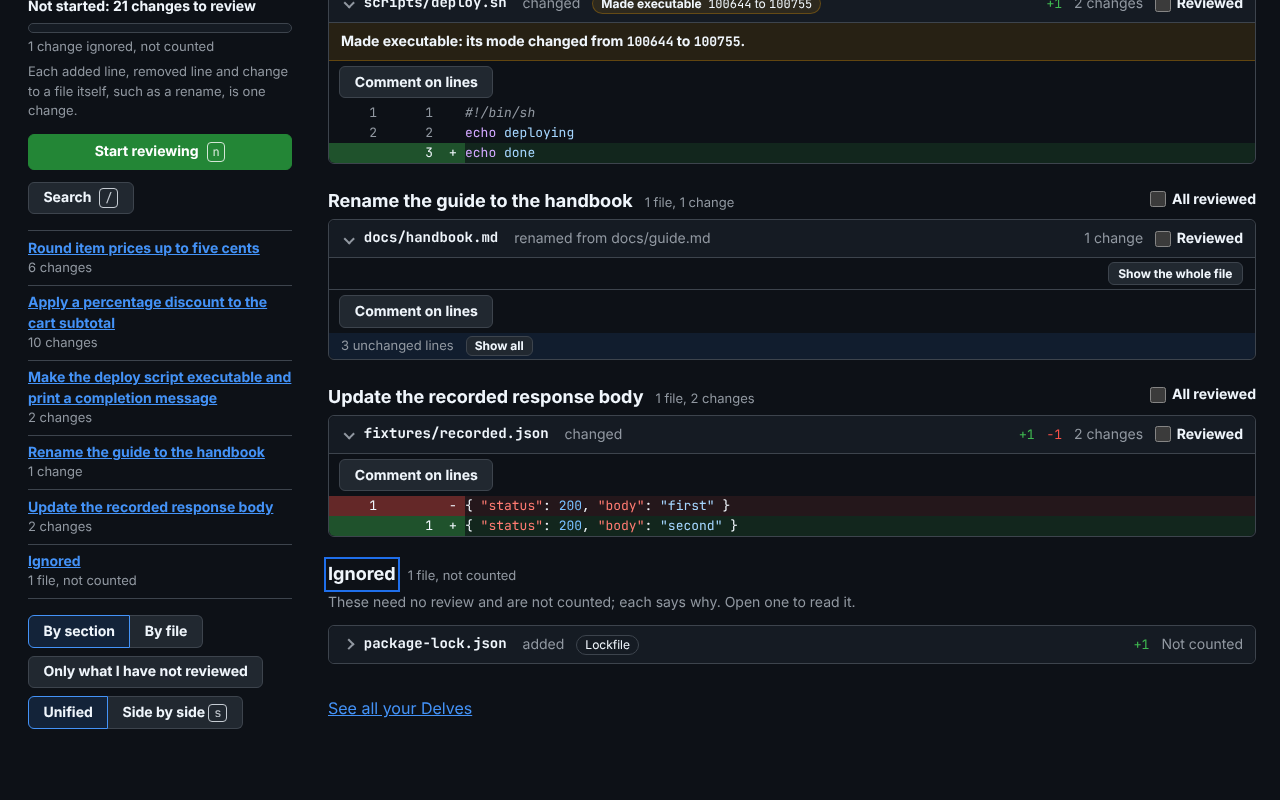 Not started: 21 changes to review
1 change ignored, not counted
Each added line, removed line and change
to a file itself, such as a rename, is one
change.
Start reviewing n
Search /
Round item prices up to five cents
6 changes
Apply a percentage discount to the
cart subtotal
10 changes
Make the deploy script executable and
print a completion message
2 changes
Rename the guide to the handbook
1 change
Update the recorded response body
2 changes
Ignored
1 file, not counted
By section By file
Only what I have not reviewed
Unified Side by side s
scripts/deploy.sh changed Made executable 100644 to 100755 +1 2 changes Reviewed
Made executable: its mode changed from 100644 to 100755.
Comment on lines
1 1 #!/bin/sh
2 2 echo deploying
3 + echo done
Rename the guide to the handbook 1 file, 1 change All reviewed
docs/handbook.md renamed from docs/guide.md 1 change Reviewed
Show the whole file
Comment on lines
3 unchanged lines Show all
Update the recorded response body 1 file, 2 changes All reviewed
fixtures/recorded.json changed +1 -1 2 changes Reviewed
Comment on lines
1 - { "status": 200, "body": "first" }
1 + { "status": 200, "body": "second" }
Ignored 1 file, not counted
These need no review and are not counted; each says why. Open one to read it.
package-lock.json added Lockfile +1 Not counted
See all your Delves